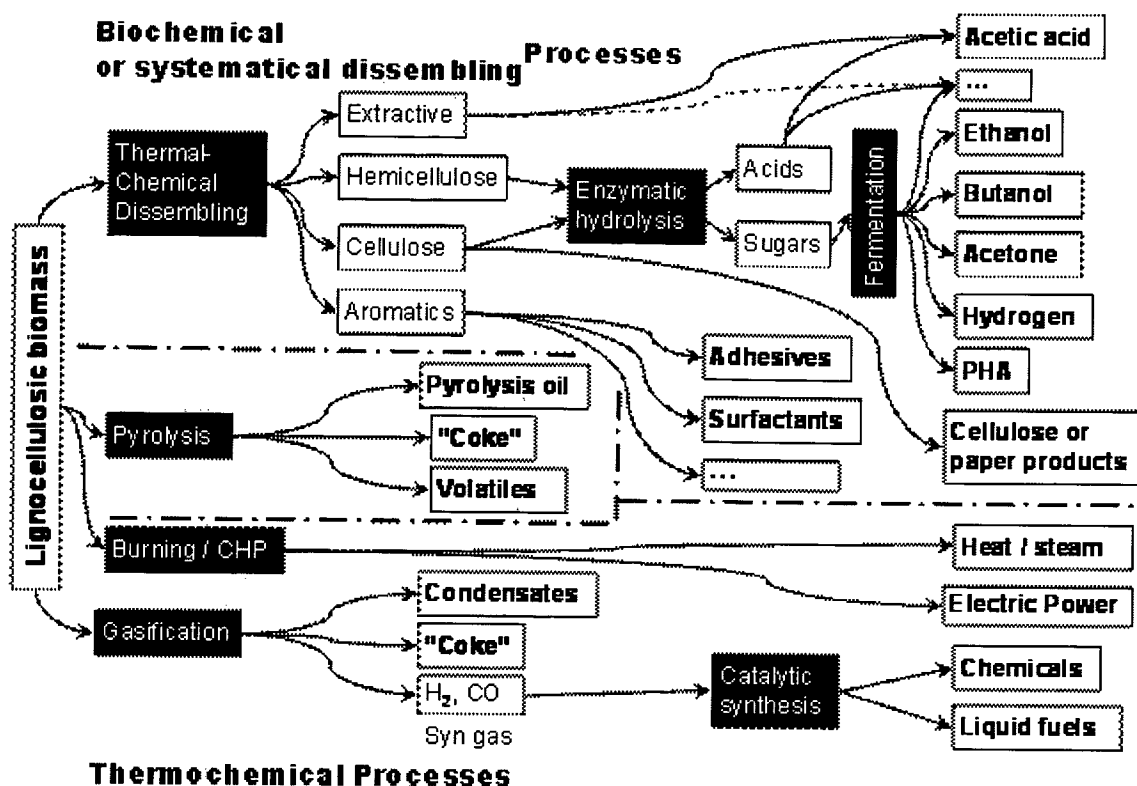 Biochemical
or systematical dissembling Processes
Acetic acid
...
Extractive
Thermal-
Chemical
Dissembling
Hemicellulose
Cellulose
Aromatics
Enzymatic
hydrolysis
Acids
Sugars
Fermentation
Ethanol
Butanol
Acetone
Hydrogen
PHA
Cellulose or
paper products
Adhesives
Surfactants
...
Lignocellulosic biomass
Pyrolysis
Pyrolysis oil
"Coke"
Volatiles
Burning / CHP
Heat / steam
Electric Power
Gasification
Condensates
"Coke"
H₂, CO
Syn gas
Catalytic
synthesis
Chemicals
Liquid fuels
Thermochemical Processes